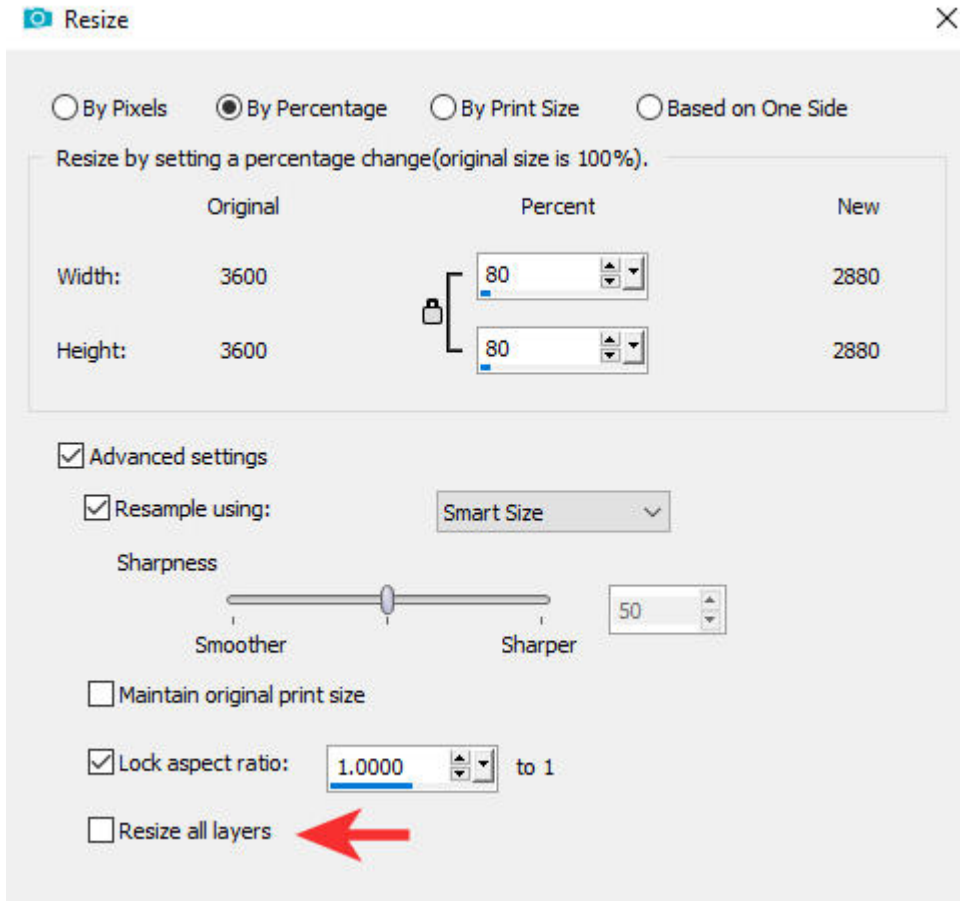 Resize
By Pixels By Percentage By Print Size Based on One Side
Resize by setting a percentage change(original size is 100%).
Original Percent New
Width: 3600 80 2880
Height: 3600 80 2880
Advanced settings
Resample using: Smart Size
Sharpness
50
Smoother Sharper
Maintain original print size
Lock aspect ratio: 1.0000 to 1
Resize all layers